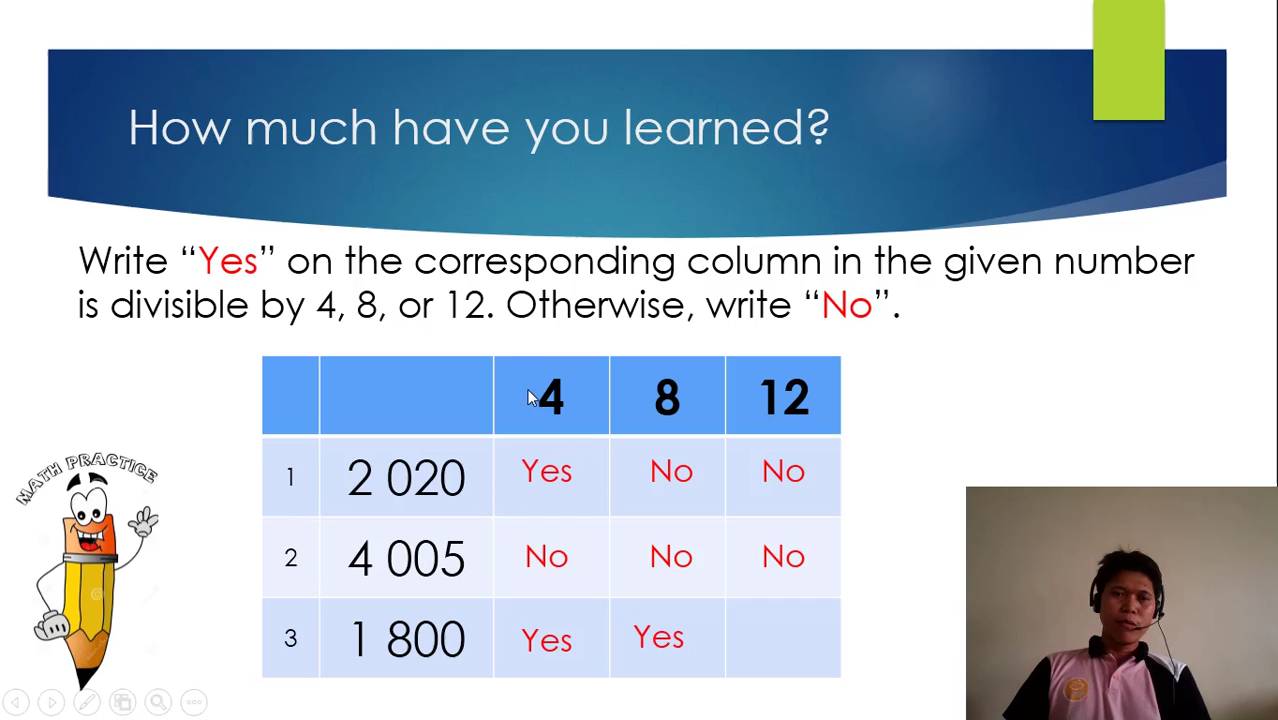 How much have you learned?
Write “Yes” on the corresponding column in the given number
is divisible by 4, 8, or 12. Otherwise, write “No”.
4 8 12
1 2 020 Yes No No
2 4 005 No No No
3 1 800 Yes Yes
MATH PRACTICE